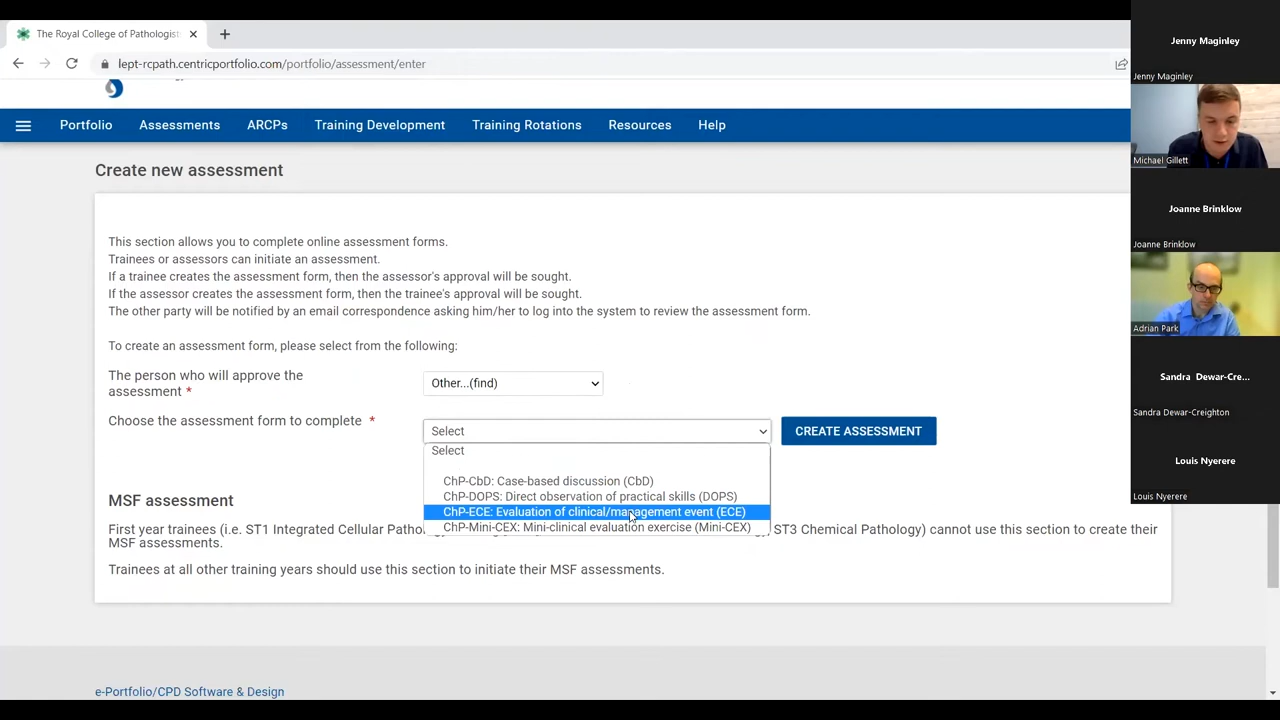 The Royal College of Pathologist
lept-rcpath.centricportfolio.com/portfolio/assessment/enter
Portfolio Assessments ARCPs Training Development Training Rotations Resources Help
Create new assessment
This section allows you to complete online assessment forms.
Trainees or assessors can initiate an assessment.
If a trainee creates the assessment form, then the assessor's approval will be sought.
If the assessor creates the assessment form, then the trainee's approval will be sought.
The other party will be notified by an email correspondence asking him/her to log into the system to review the assessment form.
To create an assessment form, please select from the following:
The person who will approve the
assessment *
Other...(find)
Choose the assessment form to complete *
Select
CREATE ASSESSMENT
Select
ChP-CbD: Case-based discussion (CbD)
ChP-DOPS: Direct observation of practical skills (DOPS)
ChP-ECE: Evaluation of clinical/management event (ECE)
ChP-Mini-CEX: Mini-clinical evaluation exercise (Mini-CEX)
MSF assessment
First year trainees (i.e. ST1 Integrated Cellular Pathol ST3 Chemical Pathology) cannot use this section to create their
MSF assessments.
Trainees at all other training years should use this section to initiate their MSF assessments.
e-Portfolio/CPD Software & Design
Jenny Maginley
Jenny Maginley
Michael Gillett
Joanne Brinklow
Joanne Brinklow
Adrian Park
Sandra Dewar-Cre...
Sandra Dewar-Creighton
Louis Nyerere
Louis Nyerere